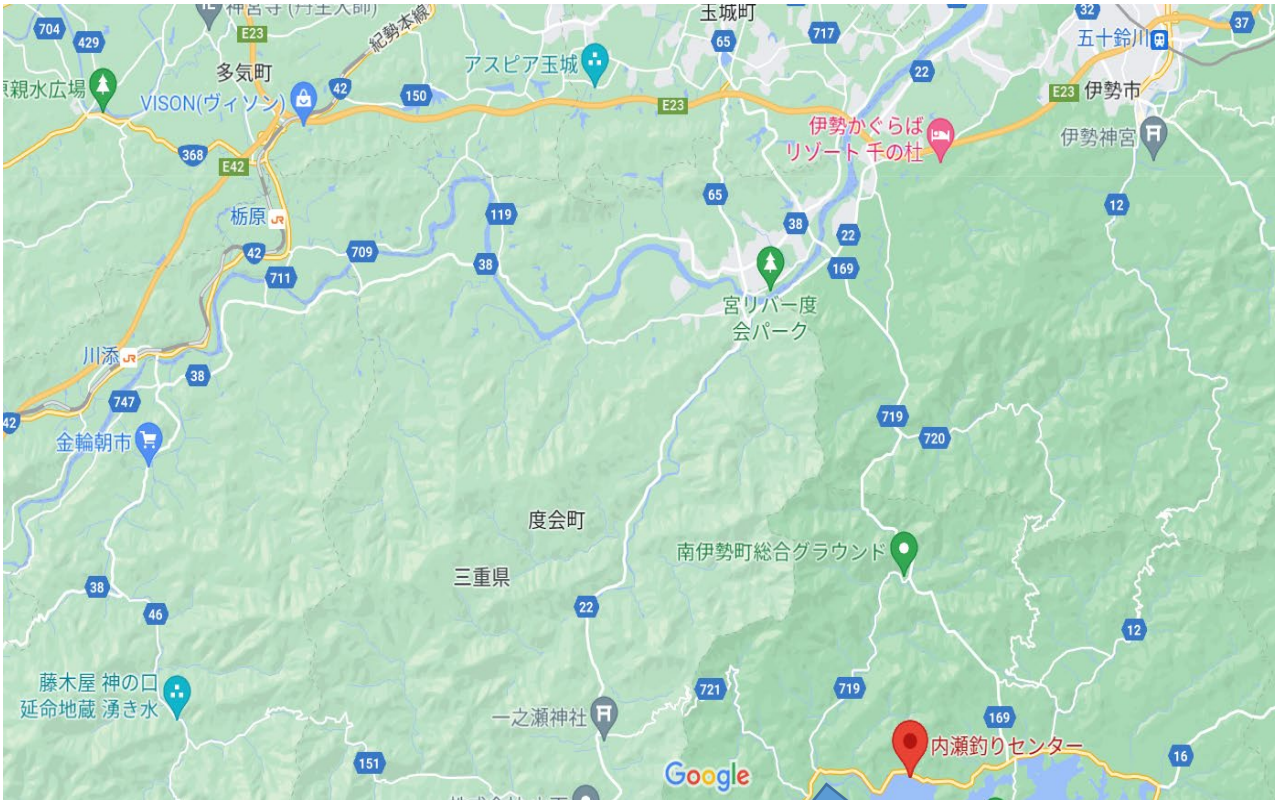 神宮寺 (丹生大師)
玉城町
704
429
E23
紀勢本線
65
717
32
37
五十鈴川
多気町
アスピア玉城
22
親水広場
VISON(ヴィソン)
42
150
E23
E23
伊勢市
伊勢かぐらば
リゾート 千の杜
伊勢神宮
368
E42
65
12
栃原
JR
119
38
22
42
709
38
711
169
宮リバー度
会パーク
川添
JR
38
747
42
719
720
金輪朝市
度会町
南伊勢町総合グラウンド
三重県
38
46
22
12
藤木屋 神の口
延命地蔵 湧き水
721
719
一之瀬神社
169
内瀬釣りセンター
16
151
Google